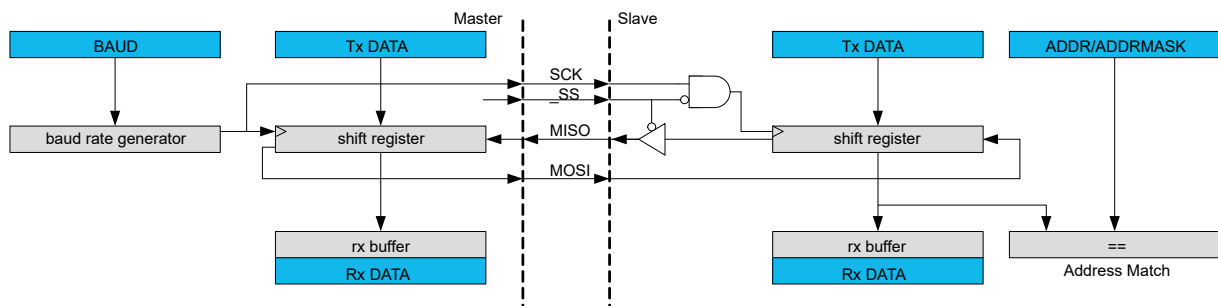 Master
Slave
BAUD
Tx DATA
Tx DATA
ADDR/ADDRMASK
SCK
_SS
baud rate generator
shift register
MISO
shift register
MOSI
rx buffer
rx buffer
==
Rx DATA
Rx DATA
Address Match